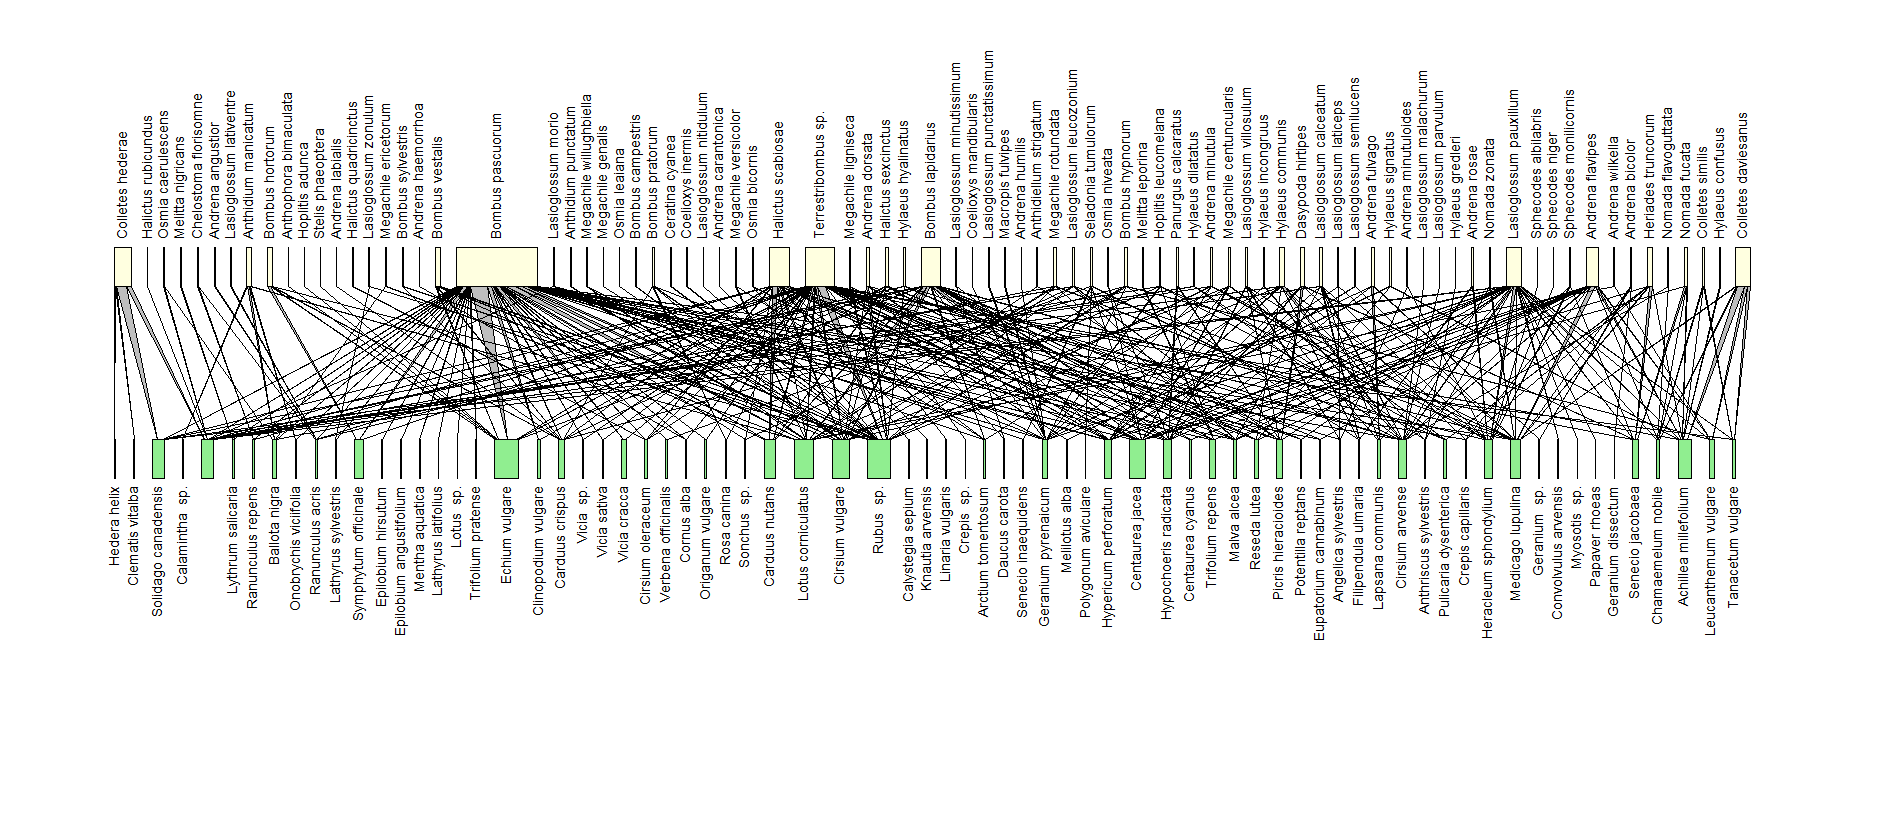 Colletes hederae
Halictus rubicundus
Osmia caerulescens
Melitta nigricans
Chelostoma florisomne
Andrena angustior
Lasioglossum lativentre
Anthidium manicatum
Bombus hortorum
Anthophora bimaculata
Hoplitis adunca
Stelis phaeoptera
Andrena labialis
Halictus quadricinctus
Lasioglossum zonulum
Megachile ericetorum
Bombus sylvestris
Andrena haemorrhoa
Bombus vestalis
Bombus pascuorum
Lasioglossum morio
Anthidium punctatum
Megachile willughbiella
Megachile genalis
Osmia leaiana
Bombus campestris
Bombus pratorum
Ceratina cyanea
Coelioxys inermis
Lasioglossum nitidulum
Andrena carantonica
Megachile versicolor
Osmia bicornis
Halictus scabiosae
Terrestribombus sp.
Megachile ligniseca
Andrena dorsata
Halictus sexcinctus
Hylaeus hyalinatus
Bombus lapidarius
Lasioglossum minutissimum
Coelioxys mandibularis
Lasioglossum punctatissimum
Macropis fulvipes
Andrena humilis
Anthidiellum strigatum
Megachile rotundata
Lasioglossum leucozonium
Seladonia tumulorum
Osmia niveata
Bombus hypnorum
Melitta leporina
Hoplitis leucomelana
Panurgus calcaratus
Hylaeus dilatatus
Andrena minutula
Megachile centuncularis
Lasioglossum villosulum
Hylaeus incongruus
Hylaeus communis
Dasypoda hirtipes
Lasioglossum calceatum
Lasioglossum laticeps
Lasioglossum semilucens
Andrena fulvago
Hylaeus signatus
Andrena minutuloides
Lasioglossum malachurum
Lasioglossum parvulum
Hylaeus gredleri
Andrena rosae
Nomada zonata
Lasioglossum pauxillum
Sphecodes albilabris
Sphecodes niger
Sphecodes monilicornis
Andrena flavipes
Andrena wilkella
Andrena bicolor
Heriades truncorum
Nomada flavoguttata
Nomada fucata
Colletes similis
Hylaeus confusus
Colletes daviesanus
Hedera helix
Clematis vitalba
Solidago canadensis
Calamintha sp.
Lythrum salicaria
Ranunculus repens
Ballota nigra
Onobrychis viciifolia
Ranunculus acris
Lathyrus sylvestris
Symphytum officinale
Epilobium hirsutum
Epilobium angustifolium
Mentha aquatica
Lathyrus latifolius
Lotus sp.
Trifolium pratense
Echium vulgare
Clinopodium vulgare
Carduus crispus
Vicia sp.
Vicia sativa
Vicia cracca
Cirsium oleraceum
Verbena officinalis
Cornus alba
Origanum vulgare
Rosa canina
Sonchus sp.
Carduus nutans
Lotus corniculatus
Cirsium vulgare
Rubus sp.
Calystegia sepium
Knautia arvensis
Linaria vulgaris
Crepis sp.
Arctium tomentosum
Daucus carota
Senecio inaequidens
Geranium pyrenaicum
Melilotus alba
Polygonum aviculare
Hypericum perforatum
Centaurea jacea
Hypochoeris radicata
Centaurea cyanus
Trifolium repens
Malva alcea
Reseda lutea
Picris hieracioides
Potentilla reptans
Eupatorium cannabinum
Angelica sylvestris
Filipendula ulmaria
Lapsana communis
Cirsium arvense
Anthriscus sylvestris
Pulicaria dysenterica
Crepis capillaris
Heracleum sphondylium
Medicago lupulina
Geranium sp.
Convolvulus arvensis
Myosotis sp.
Papaver rhoeas
Geranium dissectum
Senecio jacobaea
Chamaemelum noble
Achillea millefolium
Leucanthemum vulgare
Tanacetum vulgare